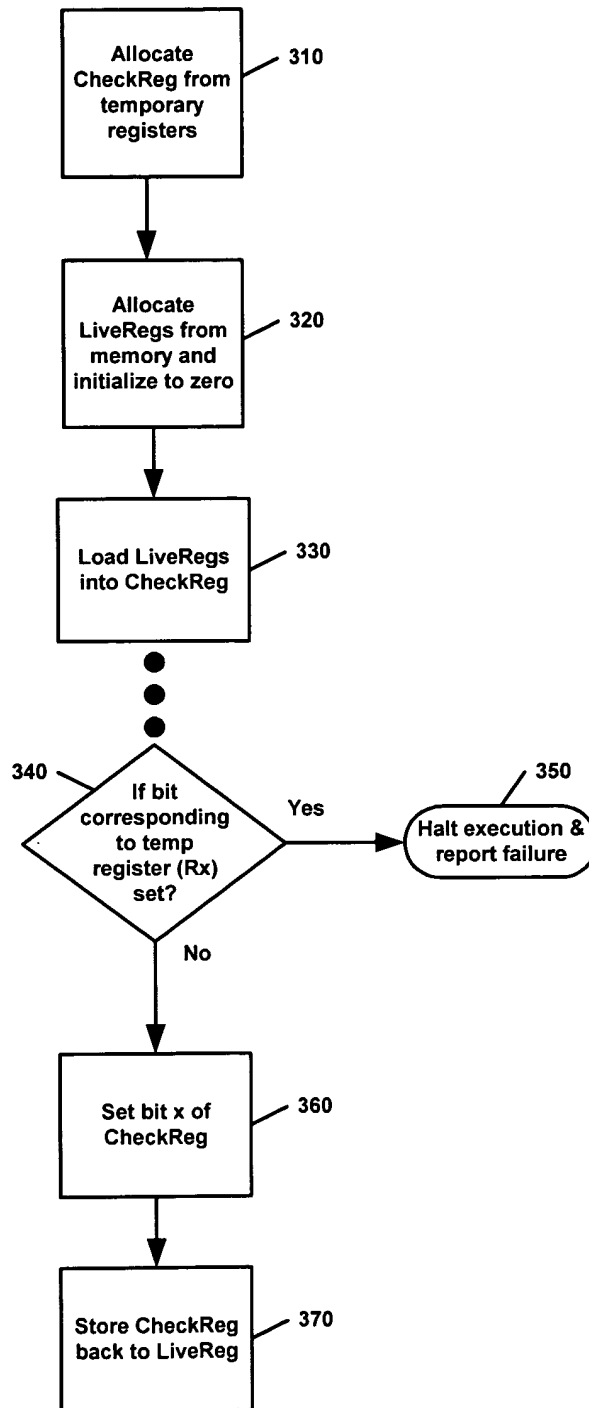 Allocate
CheckReg from
temporary
registers
310
Allocate
LiveRegs from
memory and
initialize to zero
320
Load LiveRegs
into CheckReg
330
340
If bit
corresponding
to temp
register (Rx)
set?
Yes
350
Halt execution &
report failure
No
Set bit x of
CheckReg
360
Store CheckReg
back to LiveReg
370